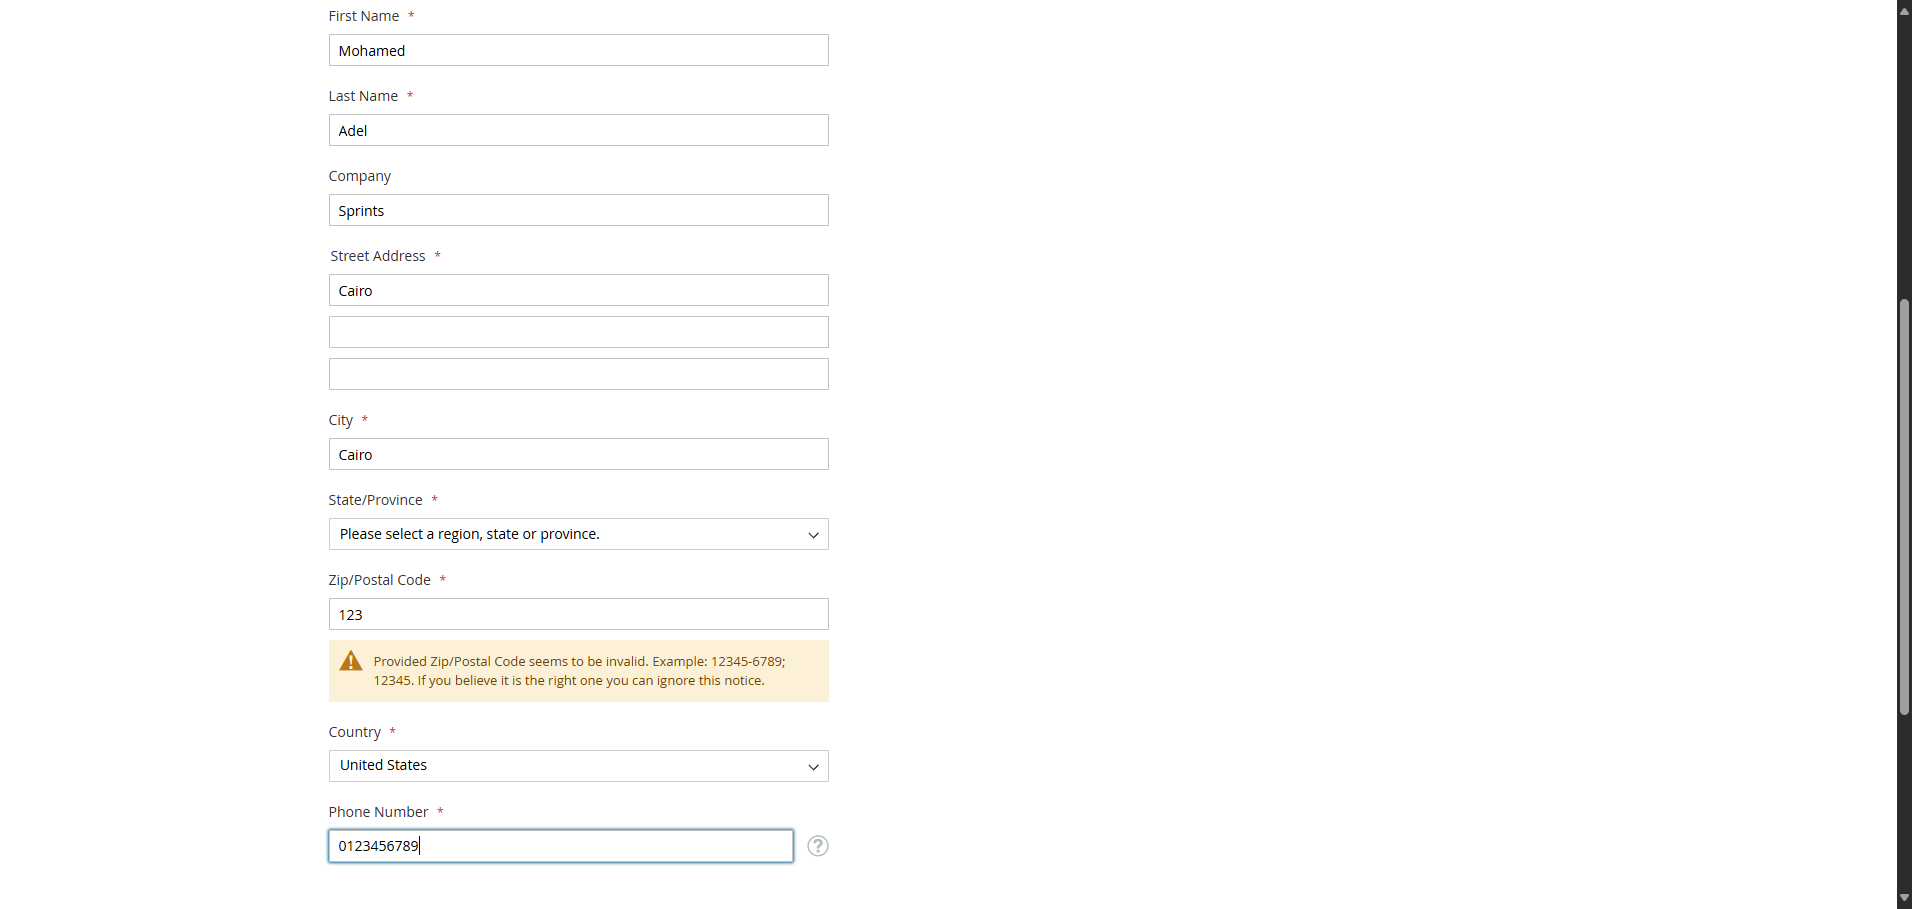 First Name *
Mohamed
Last Name *
Adel
Company
Sprints
Street Address *
Cairo
City *
Cairo
State/Province *
Please select a region, state or province.
Zip/Postal Code *
123
Provided Zip/Postal Code seems to be invalid. Example: 12345-6789;
12345. If you believe it is the right one you can ignore this notice.
Country *
United States
Phone Number *
0123456789